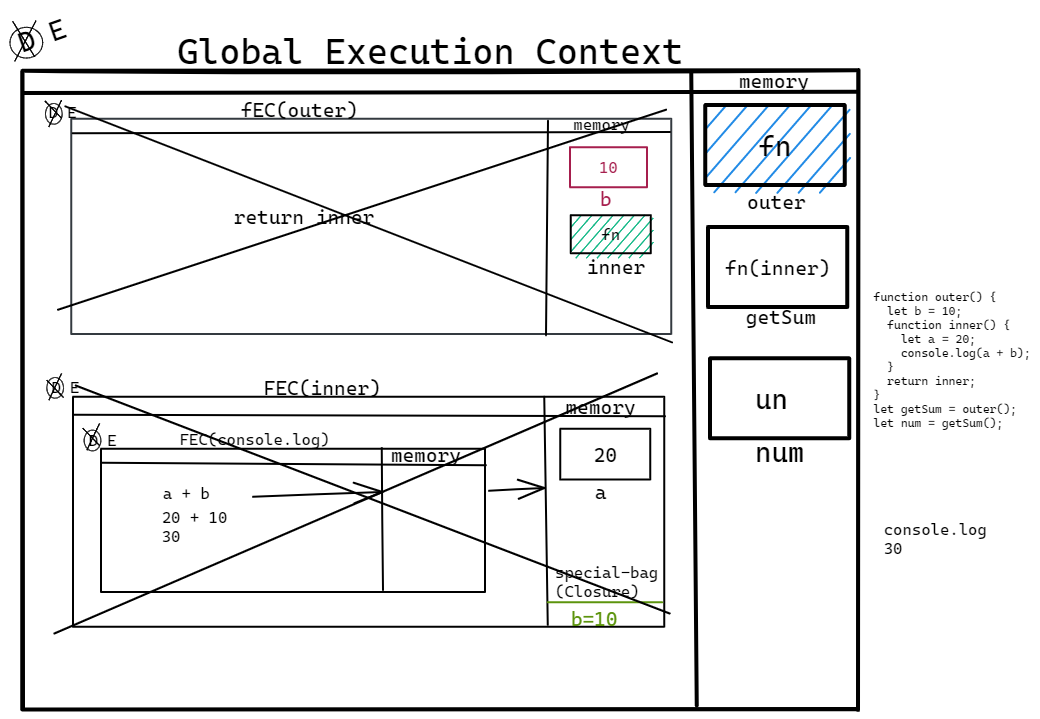 D E
Global Execution Context
memory
D E
fEC(outer)
memory
10
b
return inner
fn
inner
fn
outer
fn(inner)
getSum
un
num
D E
FEC(inner)
memory
D E
FEC(console.log)
memory
a + b
20 + 10
30
20
a
special-bag
(Closure)
b=10
function outer() {
  let b = 10;
  function inner() {
    let a = 20;
    console.log(a + b);
  }
  return inner;
}
let getSum = outer();
let num = getSum();
console.log
30